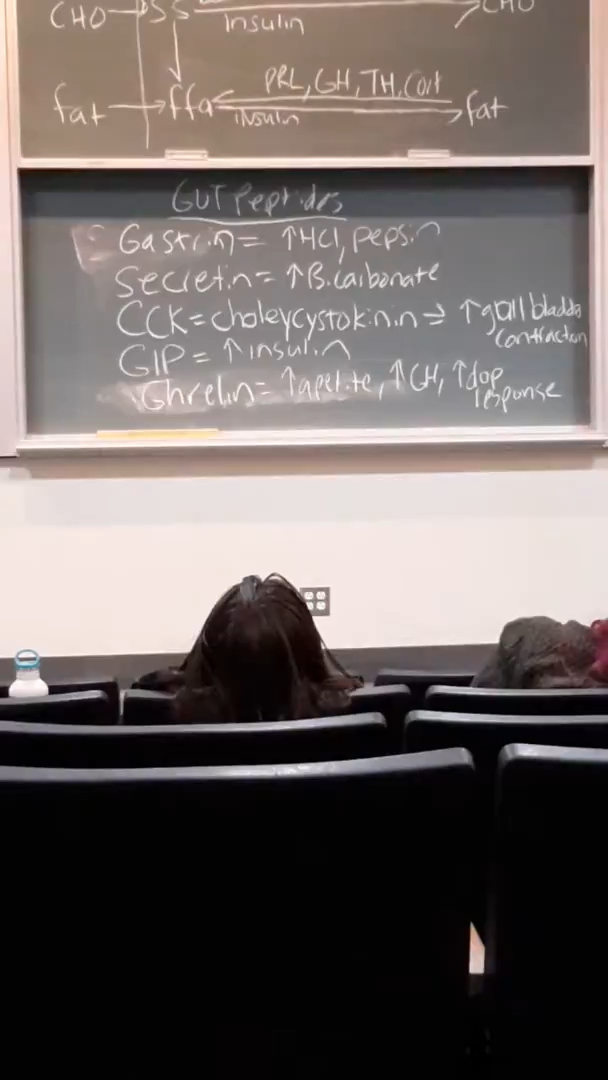 CHO → SS → CHO
insulin
PRL, GH, TH, Cort
fat → ffa fat
insulin
GUT Peptides
Gastrin = ↑HCl, pepsin
Secretin = ↑Bicarbonate
CCK = choleycystokinin → ↑gall bladder
contraction
GIP = ↑insulin
Ghrelin = ↑apetite, ↑GH, ↑dop
response